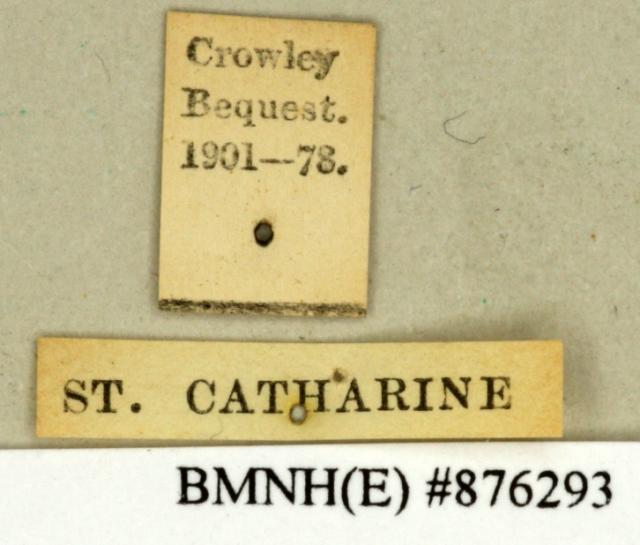 Crowley
Bequest.
1901—78.
ST. CATHARINE
BMNH(E) #876293